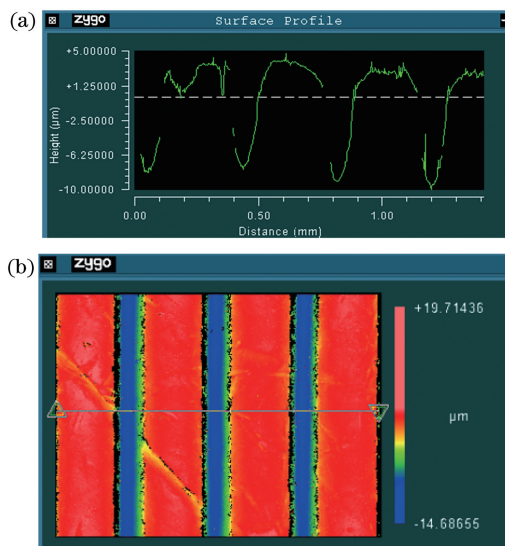 (a)
zygo Surface Profile
+5.00000
+1.25000
-2.50000
-6.25000
-10.00000
Height (µm)
0.00 0.50 1.00
Distance (mm)
(b)
zygo
+19.71436
µm
-14.68655